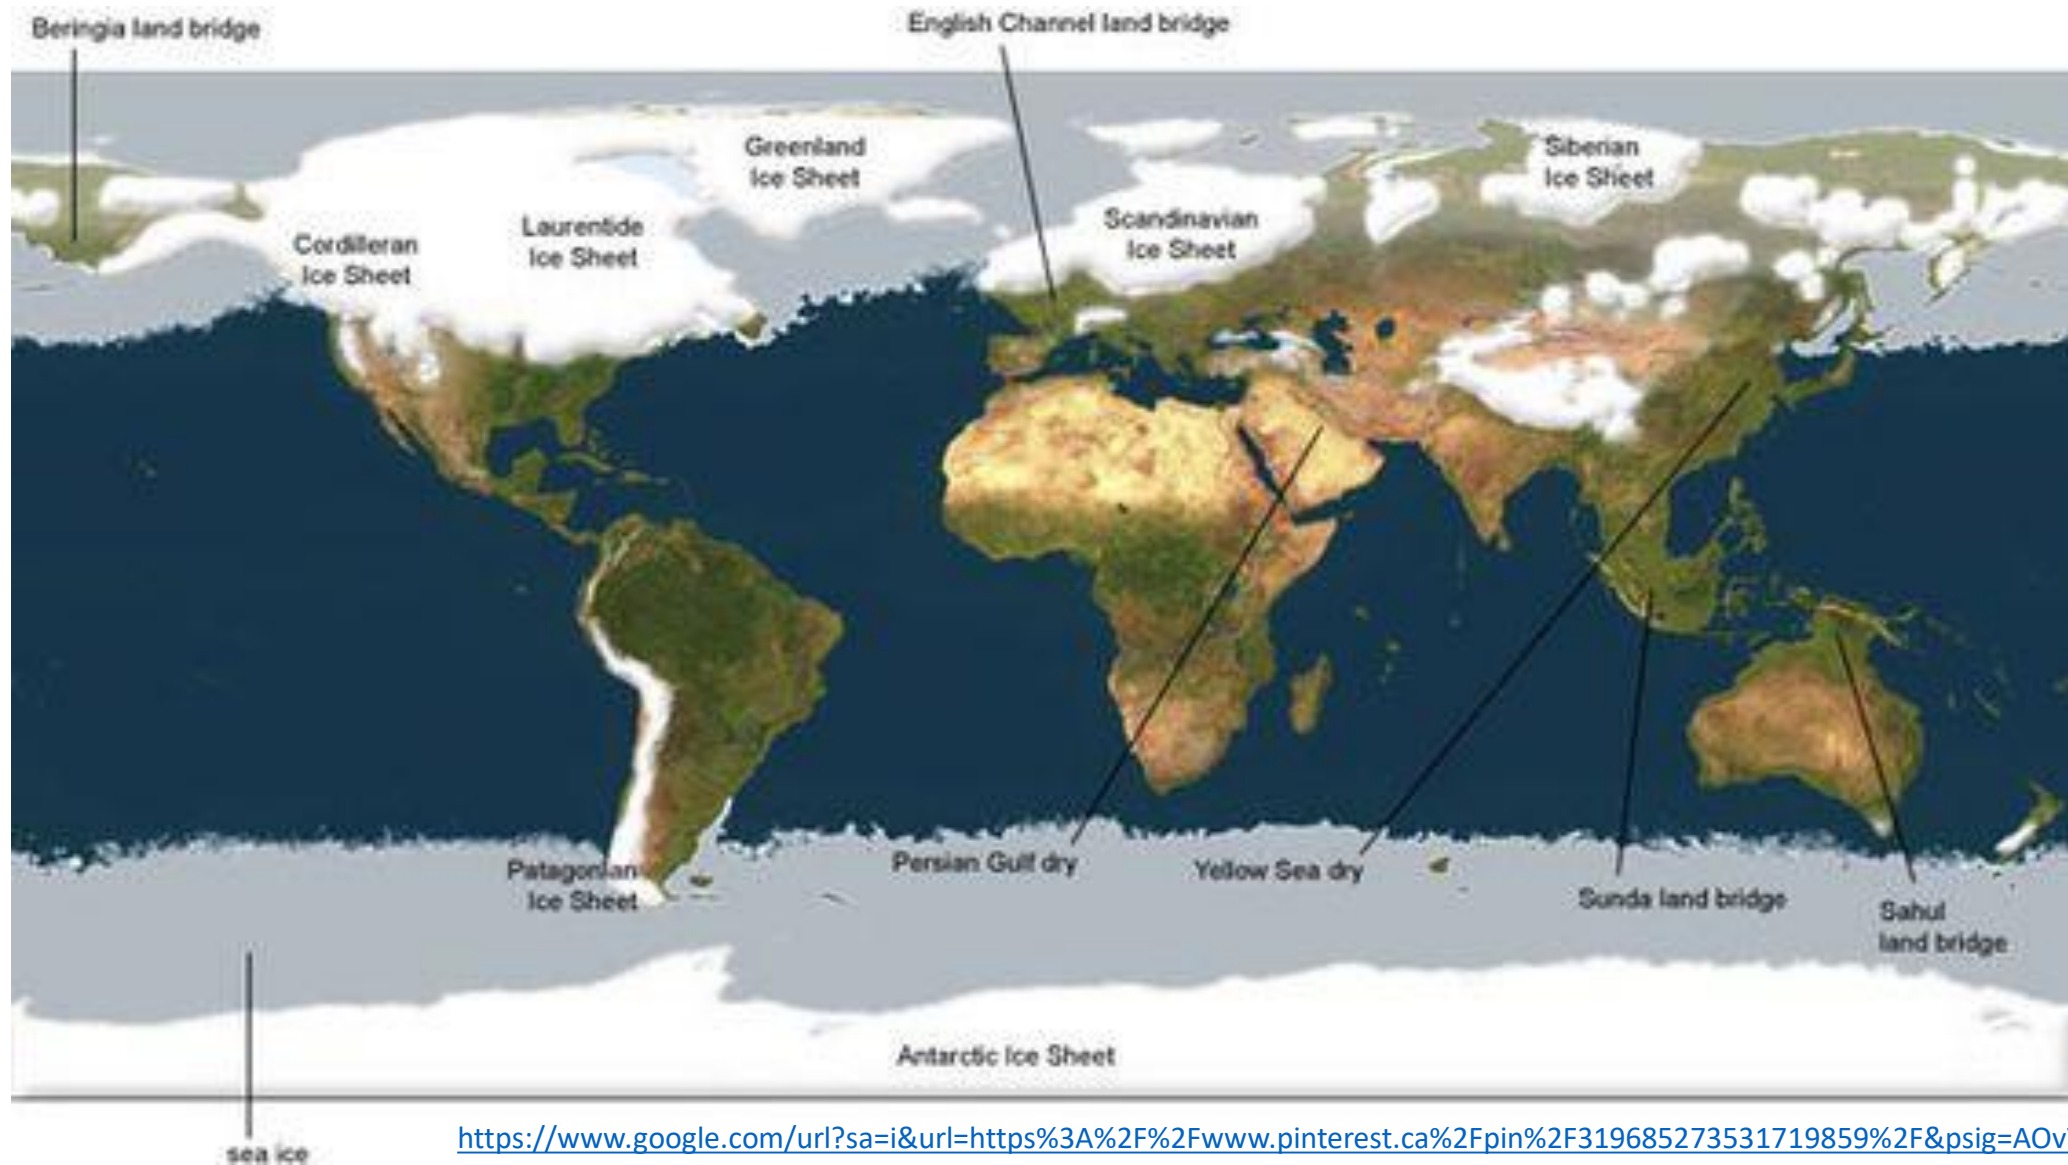 Beringia land bridge
English Channel land bridge
Greenland
Ice Sheet
Siberian
Ice Sheet
Laurentide
Ice Sheet
Scandinavian
Ice Sheet
Cordilleran
Ice Sheet
Patagonian
Ice Sheet
Persian Gulf dry
Yellow Sea dry
Sunda land bridge
Sahul
land bridge
Antarctic Ice Sheet
sea ice
https://www.google.com/url?sa=i&url=https%3A%2F%2Fwww.pinterest.ca%2Fpin%2F319685273531719859%2F&psig=AOv